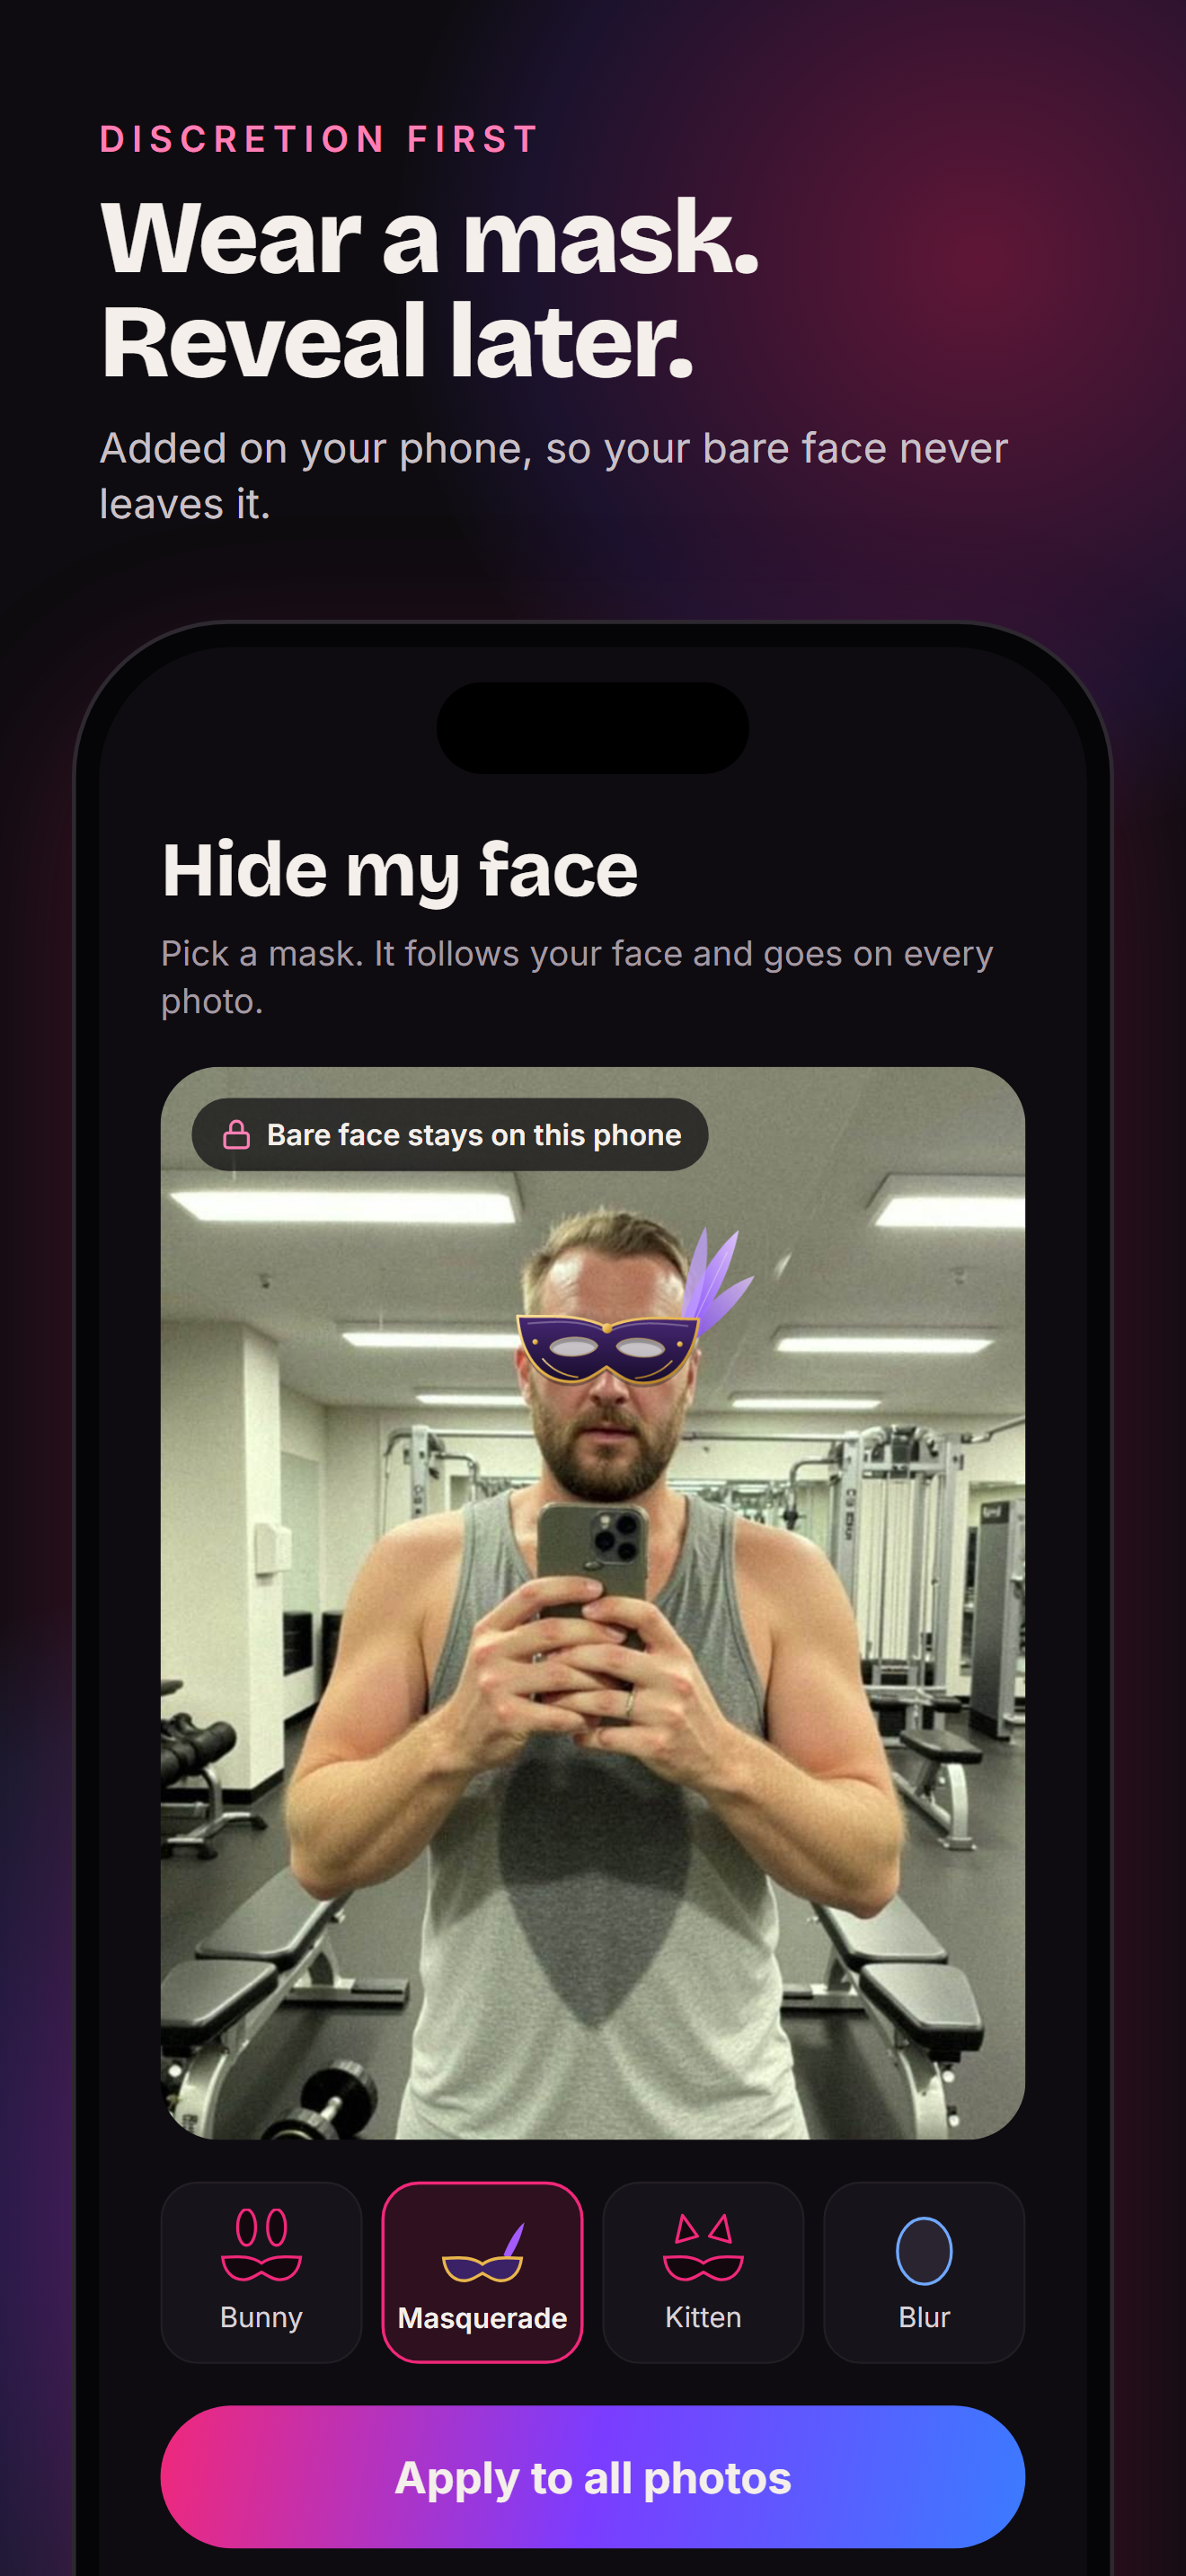 DISCRETION FIRST
Wear a mask.
Reveal later.
Added on your phone, so your bare face never
leaves it.
Hide my face
Pick a mask. It follows your face and goes on every
photo.
Bare face stays on this phone
Bunny
Masquerade
Kitten
Blur
Apply to all photos